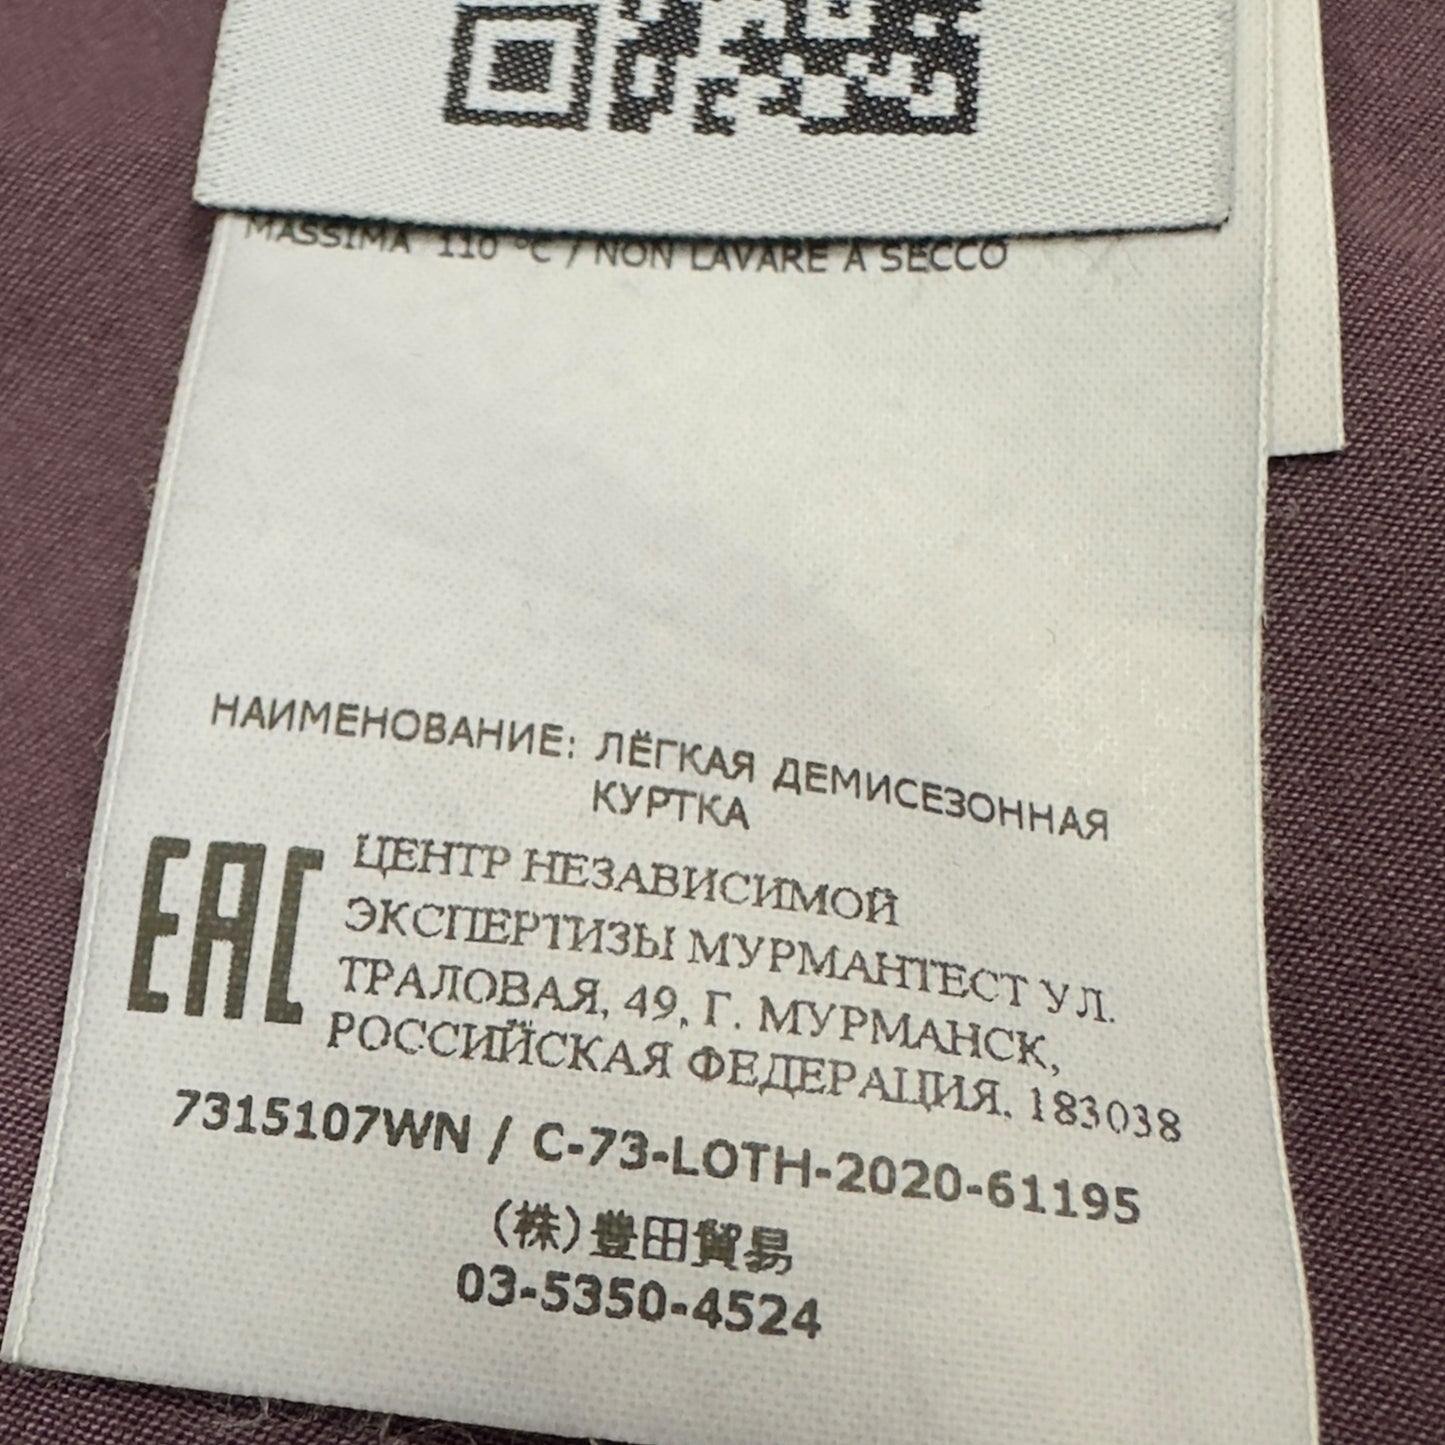 MASSIMA 110 °C / NON LAVARE A SECCO
НАИМЕНОВАНИЕ: ЛЁГКАЯ ДЕМИСЕЗОННАЯ
КУРТКА
EAC
ЦЕНТР НЕЗАВИСИМОЙ
ЭКСПЕРТИЗЫ МУРМАНТЕСТ УЛ.
ТРАЛОВАЯ, 49, Г. МУРМАНСК,
РОССИЙСКАЯ ФЕДЕРАЦИЯ, 183038
7315107WN / C-73-LOTH-2020-61195
(株)豊田貿易
03-5350-4524